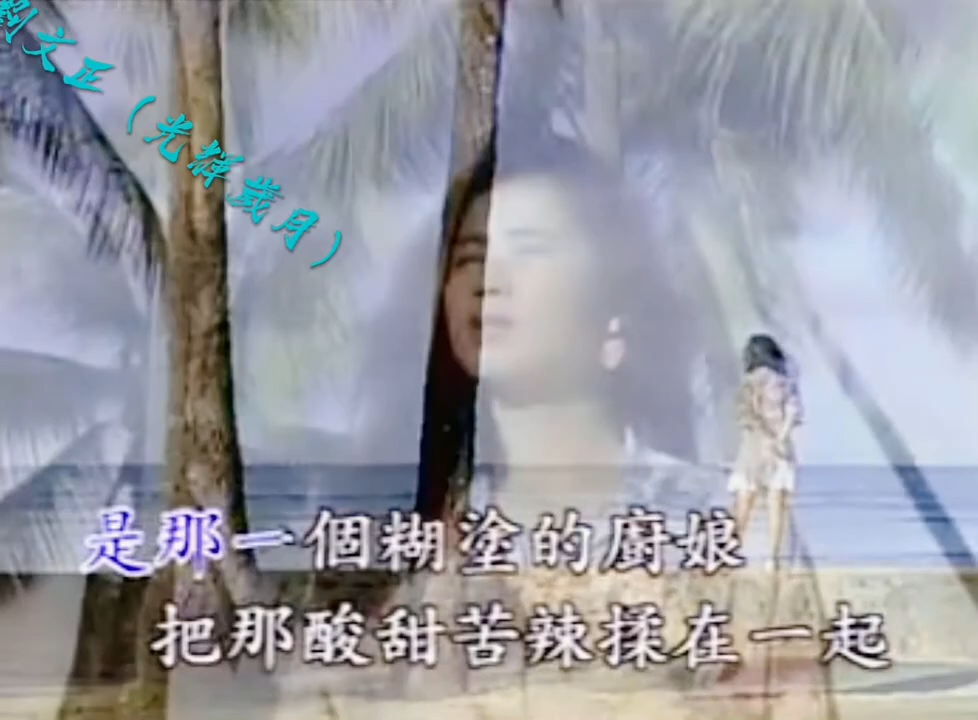 劉文正（光輝歲月）
是那一個糊塗的廚娘
把那酸甜苦辣揉在一起